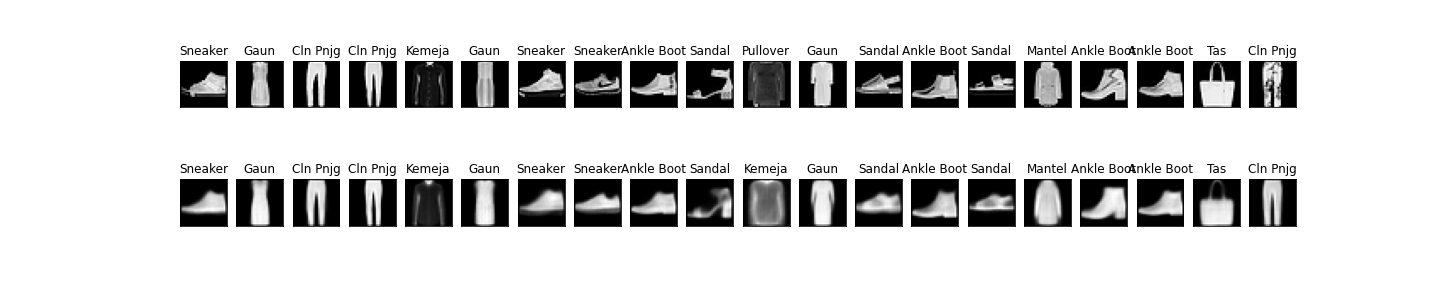 Sneaker Gaun Cln Pnjg Cln Pnjg Kemeja Gaun Sneaker Sneaker Ankle Boot Sandal Pullover Gaun Sandal Ankle Boot Sandal Mantel Ankle Boot Ankle Boot Tas Cln Pnjg
Sneaker Gaun Cln Pnjg Cln Pnjg Kemeja Gaun Sneaker Sneaker Ankle Boot Sandal Kemeja Gaun Sandal Ankle Boot Sandal Mantel Ankle Boot Ankle Boot Tas Cln Pnjg